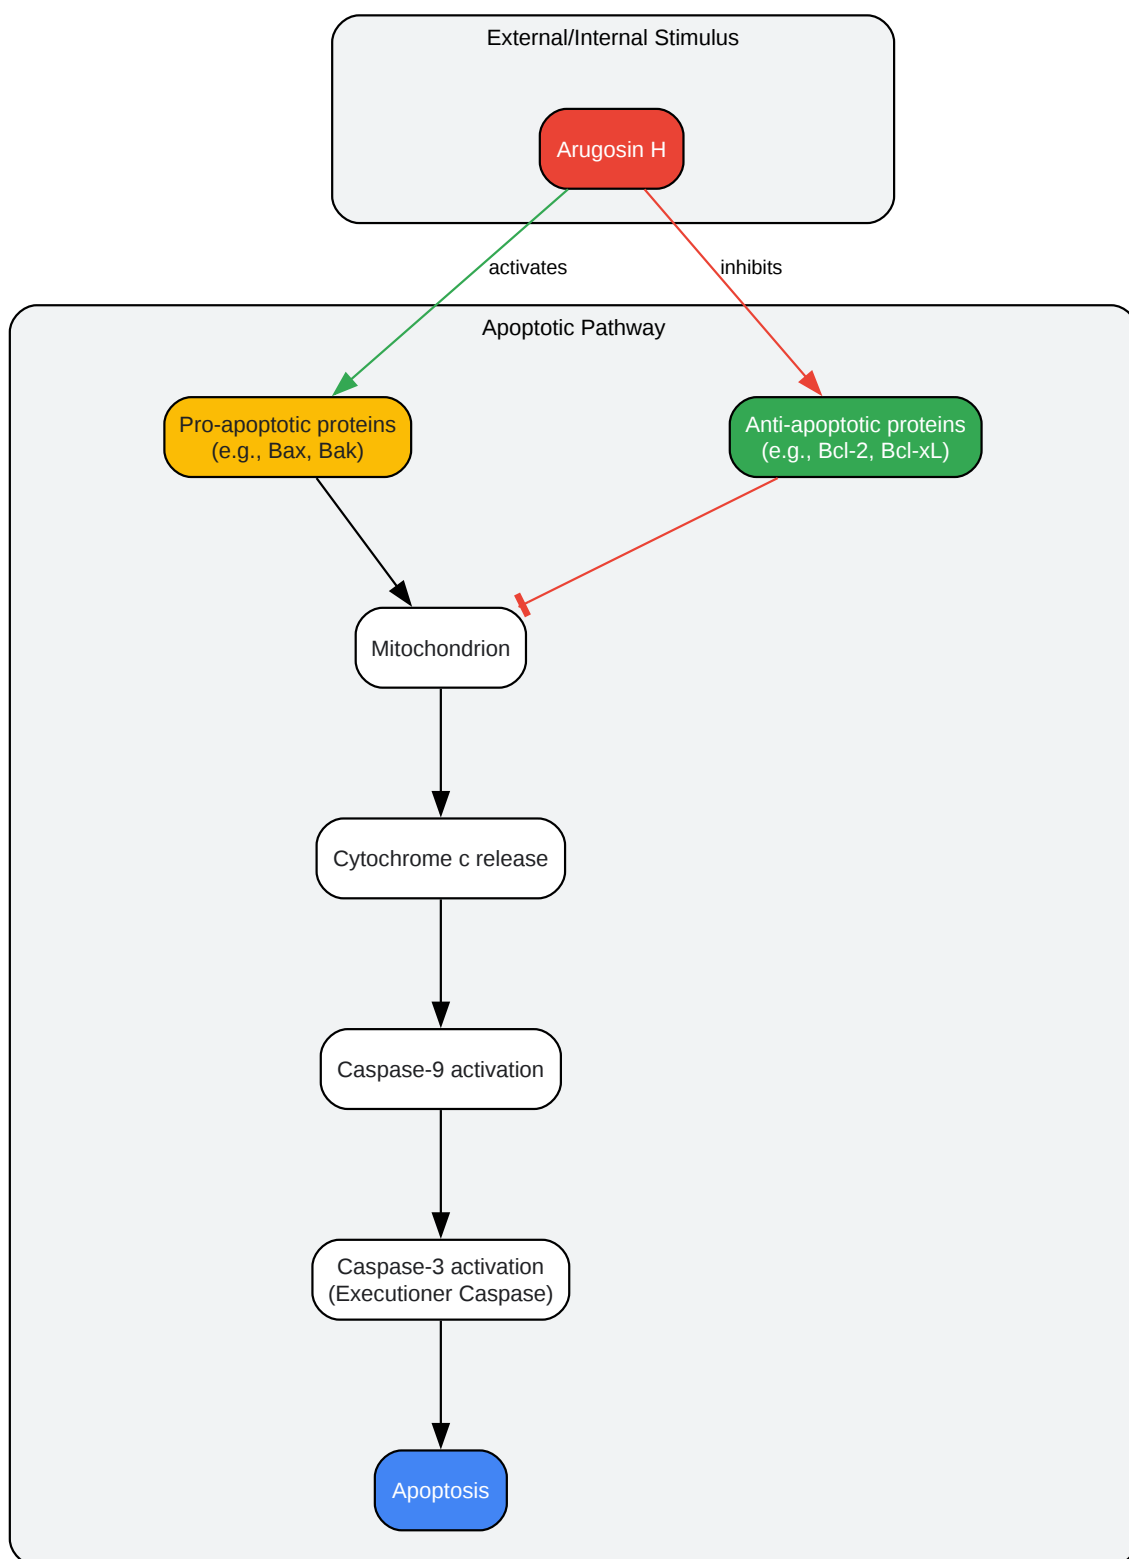 External/Internal Stimulus
Arugosin H
activates
inhibits
Apoptotic Pathway
Pro-apoptotic proteins
(e.g., Bax, Bak)
Anti-apoptotic proteins
(e.g., Bcl-2, Bcl-xL)
Mitochondrion
Cytochrome c release
Caspase-9 activation
Caspase-3 activation
(Executioner Caspase)
Apoptosis